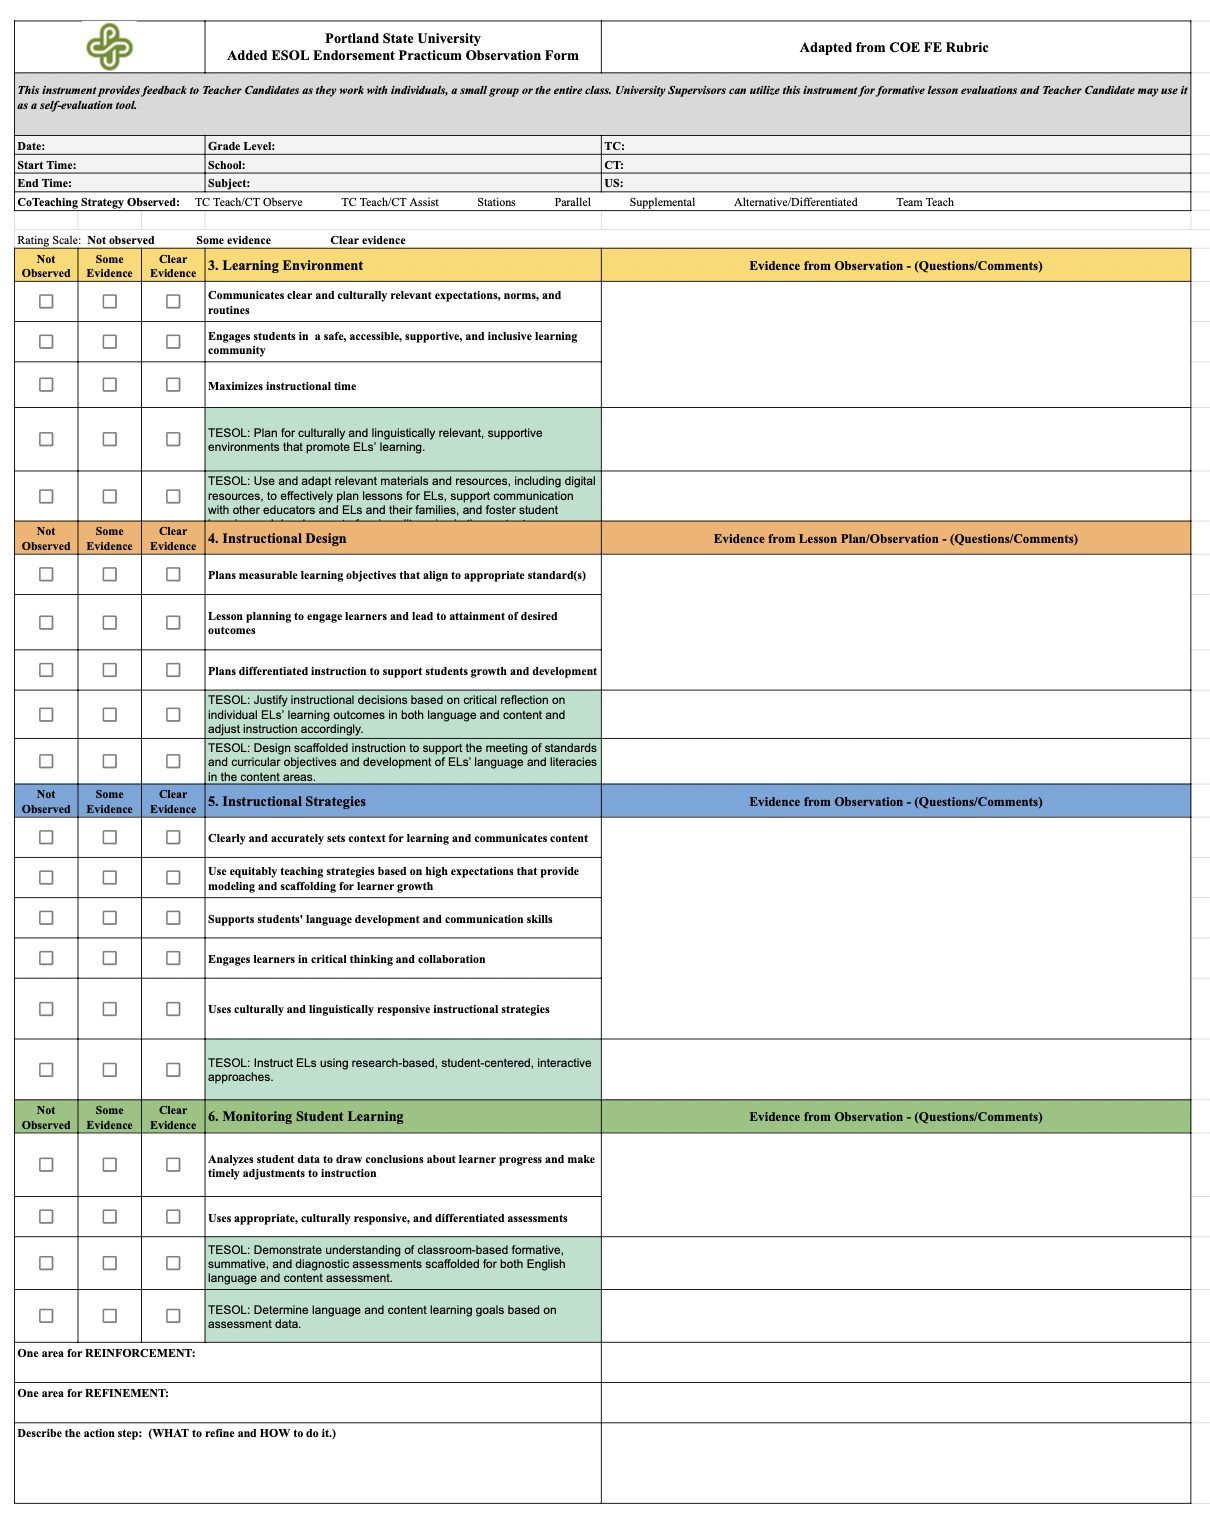 Portland State University
Added ESOL Endorsement Practicum Observation Form
Adapted from COE FE Rubric
This instrument provides feedback to Teacher Candidates as they work with individuals, a small group or the entire class. University Supervisors can utilize this instrument for formative lesson evaluations and Teacher Candidate may use it
as a self-evaluation tool.
Date: Grade Level: TC:
Start Time: School: CT:
End Time: Subject: US:
CoTeaching Strategy Observed: TC Teach/CT Observe TC Teach/CT Assist Stations Parallel Supplemental Alternative/Differentiated Team Teach
Rating Scale: Not observed Some evidence Clear evidence
Not Observed Some Evidence Clear Evidence 3. Learning Environment Evidence from Observation - (Questions/Comments)
Communicates clear and culturally relevant expectations, norms, and
routines
Engages students in a safe, accessible, supportive, and inclusive learning
community
Maximizes instructional time
TESOL: Plan for culturally and linguistically relevant, supportive
environments that promote ELs' learning.
TESOL: Use and adapt relevant materials and resources, including digital
resources, to effectively plan lessons for ELs, support communication
with other educators and ELs and their families, and foster student
Not Observed Some Evidence Clear Evidence 4. Instructional Design Evidence from Lesson Plan/Observation - (Questions/Comments)
Plans measurable learning objectives that align to appropriate standard(s)
Lesson planning to engage learners and lead to attainment of desired
outcomes
Plans differentiated instruction to support students growth and development
TESOL: Justify instructional decisions based on critical reflection on
individual ELs' learning outcomes in both language and content and
adjust instruction accordingly.
TESOL: Design scaffolded instruction to support the meeting of standards
and curricular objectives and development of ELs' language and literacies
in the content areas.
Not Observed Some Evidence Clear Evidence 5. Instructional Strategies Evidence from Observation - (Questions/Comments)
Clearly and accurately sets context for learning and communicates content
Use equitably teaching strategies based on high expectations that provide
modeling and scaffolding for learner growth
Supports students' language development and communication skills
Engages learners in critical thinking and collaboration
Uses culturally and linguistically responsive instructional strategies
TESOL: Instruct ELs using research-based, student-centered, interactive
approaches.
Not Observed Some Evidence Clear Evidence 6. Monitoring Student Learning Evidence from Observation - (Questions/Comments)
Analyzes student data to draw conclusions about learner progress and make
timely adjustments to instruction
Uses appropriate, culturally responsive, and differentiated assessments
TESOL: Demonstrate understanding of classroom-based formative,
summative, and diagnostic assessments scaffolded for both English
language and content assessment.
TESOL: Determine language and content learning goals based on
assessment data.
One area for REINFORCEMENT:
One area for REFINEMENT:
Describe the action step: (WHAT to refine and HOW to do it.)